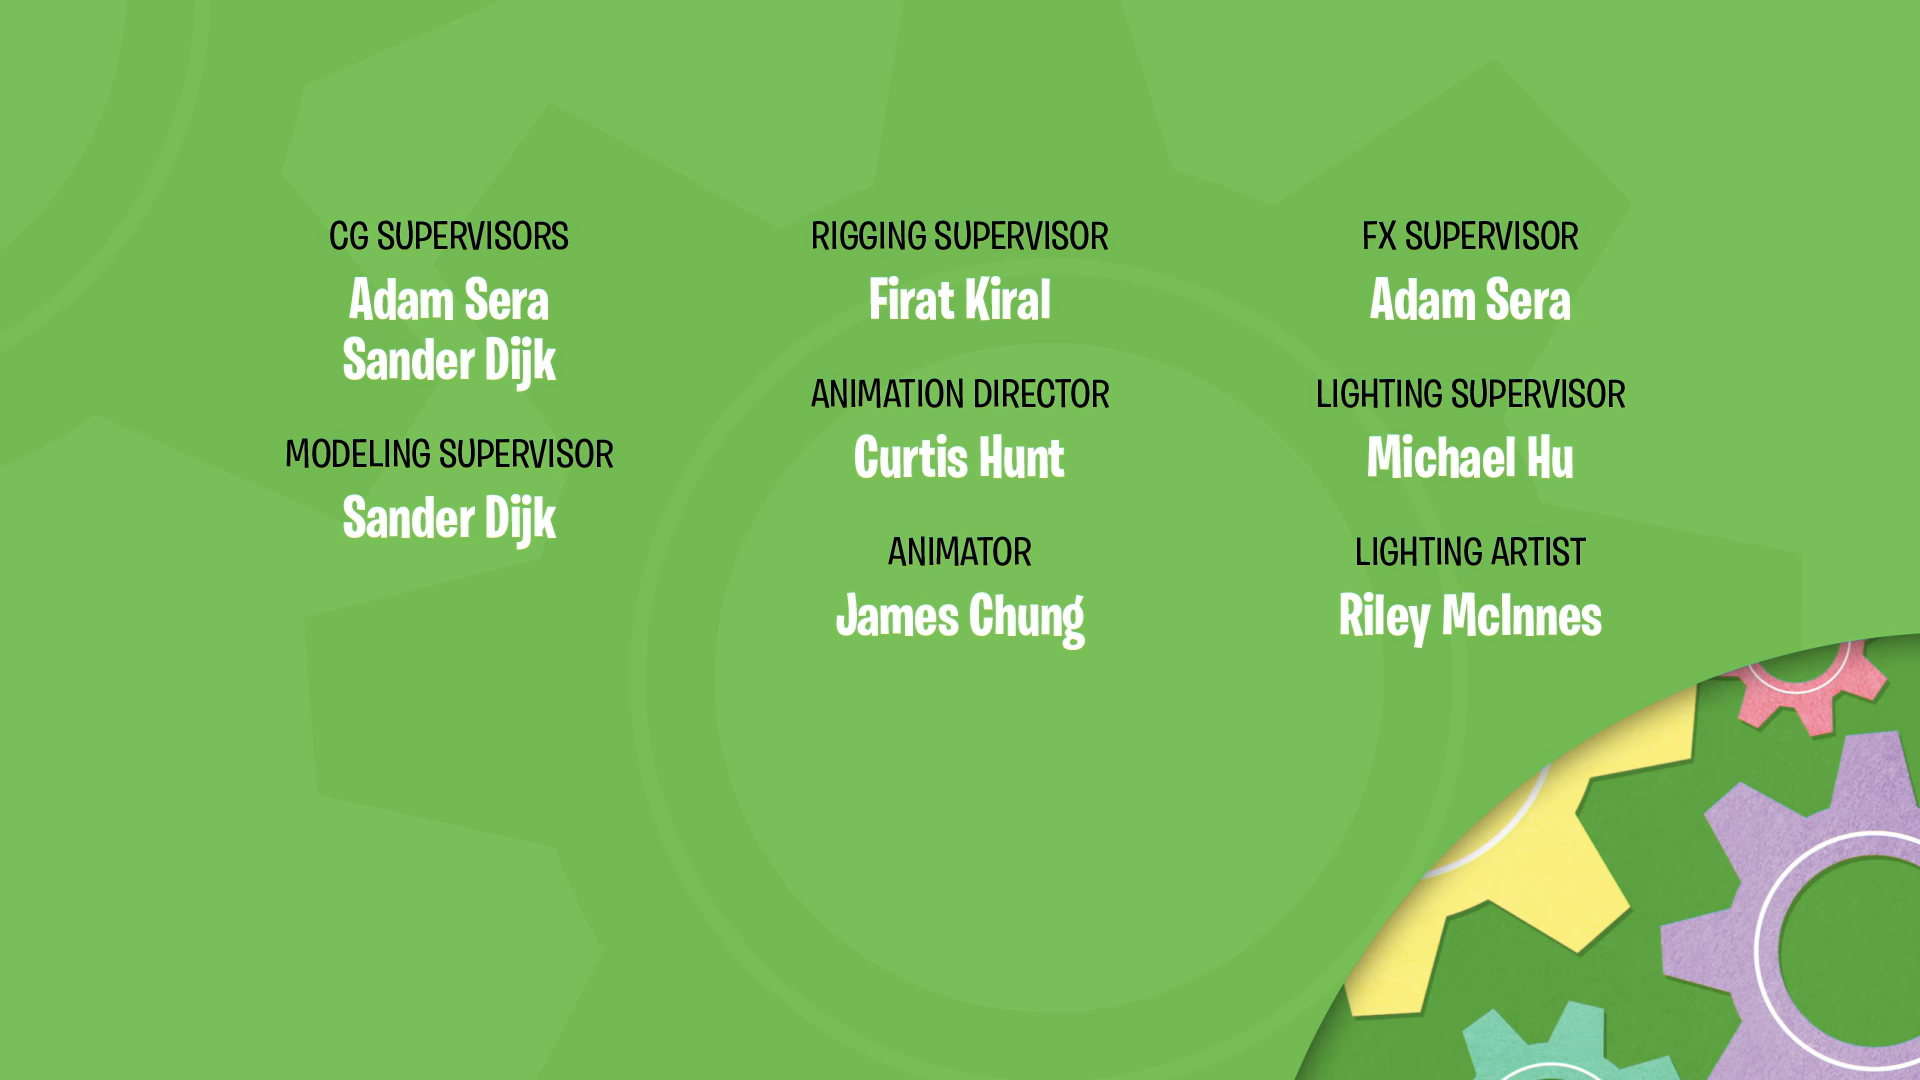 CG SUPERVISORS
Adam Sera
Sander Dijk
MODELING SUPERVISOR
Sander Dijk
RIGGING SUPERVISOR
Firat Kiral
ANIMATION DIRECTOR
Curtis Hunt
ANIMATOR
James Chung
FX SUPERVISOR
Adam Sera
LIGHTING SUPERVISOR
Michael Hu
LIGHTING ARTIST
Riley McInnes